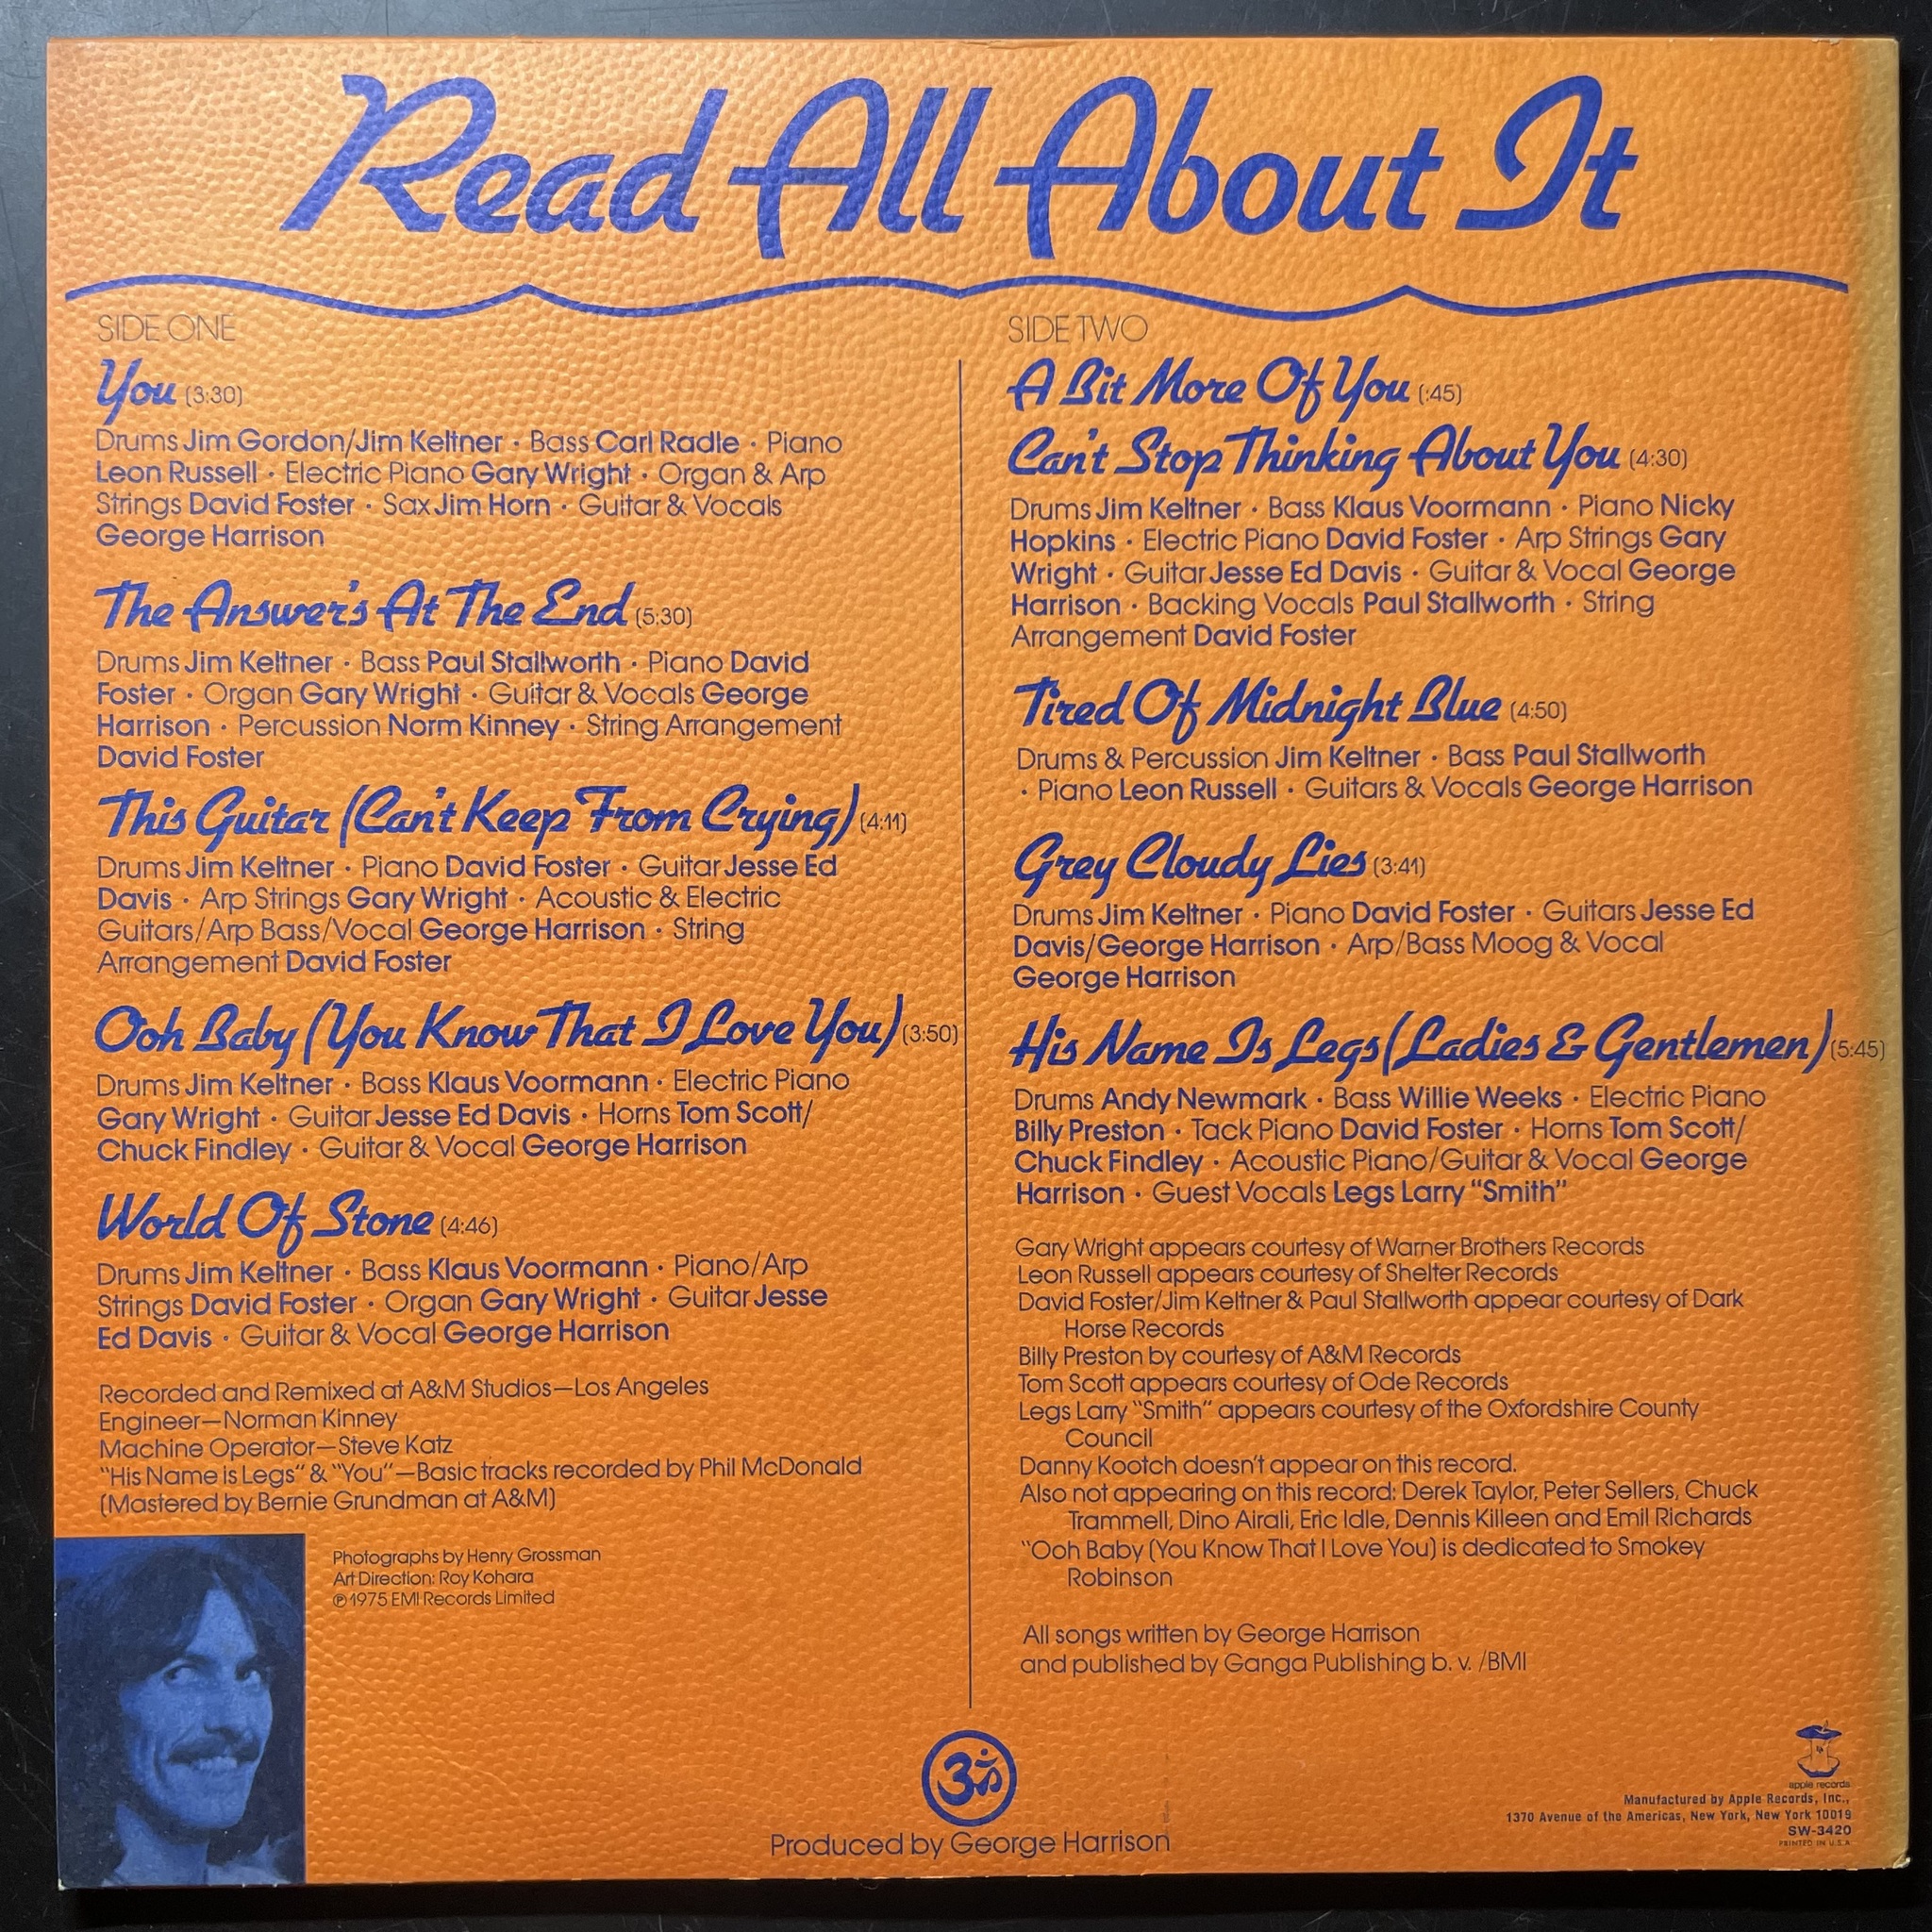 Read All About It
SIDE ONE
You (3:30)
Drums Jim Gordon/Jim Keltner · Bass Carl Radle · Piano
Leon Russell · Electric Piano Gary Wright · Organ & Arp
Strings David Foster · Sax Jim Horn · Guitar & Vocals
George Harrison
The Answer's At The End (5:30)
Drums Jim Keltner · Bass Paul Stallworth · Piano David
Foster · Organ Gary Wright · Guitar & Vocals George
Harrison · Percussion Norm Kinney · String Arrangement
David Foster
This Guitar (Can't Keep From Crying) (4:11)
Drums Jim Keltner · Piano David Foster · Guitar Jesse Ed
Davis · Arp Strings Gary Wright · Acoustic & Electric
Guitars/Arp Bass/Vocal George Harrison · String
Arrangement David Foster
Ooh Baby (You Know That I Love You) (3:50)
Drums Jim Keltner · Bass Klaus Voormann · Electric Piano
Gary Wright · Guitar Jesse Ed Davis · Horns Tom Scott/
Chuck Findley · Guitar & Vocal George Harrison
World Of Stone (4:46)
Drums Jim Keltner · Bass Klaus Voormann · Piano/Arp
Strings David Foster · Organ Gary Wright · Guitar Jesse
Ed Davis · Guitar & Vocal George Harrison
Recorded and Remixed at A&M Studios—Los Angeles
Engineer—Norman Kinney
Machine Operator—Steve Katz
"His Name is Legs" & "You"—Basic tracks recorded by Phil McDonald
(Mastered by Bernie Grundman at A&M)
Photographs by Henry Grossman
Art Direction: Roy Kohara
℗ 1975 EMI Records Limited
SIDE TWO
A Bit More Of You (:45)
Can't Stop Thinking About You (4:30)
Drums Jim Keltner · Bass Klaus Voormann · Piano Nicky
Hopkins · Electric Piano David Foster · Arp Strings Gary
Wright · Guitar Jesse Ed Davis · Guitar & Vocal George
Harrison · Backing Vocals Paul Stallworth · String
Arrangement David Foster
Tired Of Midnight Blue (4:50)
Drums & Percussion Jim Keltner · Bass Paul Stallworth
· Piano Leon Russell · Guitars & Vocals George Harrison
Grey Cloudy Lies (3:41)
Drums Jim Keltner · Piano David Foster · Guitars Jesse Ed
Davis/George Harrison · Arp/Bass Moog & Vocal
George Harrison
His Name Is Legs (Ladies & Gentlemen) (5:45)
Drums Andy Newmark · Bass Willie Weeks · Electric Piano
Billy Preston · Tack Piano David Foster · Horns Tom Scott/
Chuck Findley · Acoustic Piano/Guitar & Vocal George
Harrison · Guest Vocals Legs Larry "Smith"
Gary Wright appears courtesy of Warner Brothers Records
Leon Russell appears courtesy of Shelter Records
David Foster/Jim Keltner & Paul Stallworth appear courtesy of Dark
Horse Records
Billy Preston by courtesy of A&M Records
Tom Scott appears courtesy of Ode Records
Legs Larry "Smith" appears courtesy of the Oxfordshire County
Council
Danny Kootch doesn't appear on this record.
Also not appearing on this record: Derek Taylor, Peter Sellers, Chuck
Trammell, Dino Airali, Eric Idle, Dennis Killeen and Emil Richards
"Ooh Baby (You Know That I Love You) is dedicated to Smokey
Robinson
All songs written by George Harrison
and published by Ganga Publishing b. v. /BMI
ॐ
Produced by George Harrison
apple records
Manufactured by Apple Records, Inc.,
1370 Avenue of the Americas, New York, New York 10019
SW-3420
PRINTED IN U.S.A.